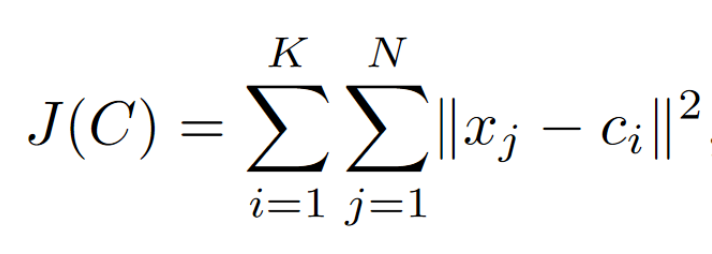 J(C) = \sum_{i=1}^{K} \sum_{j=1}^{N} \|x_j - c_i\|^2,